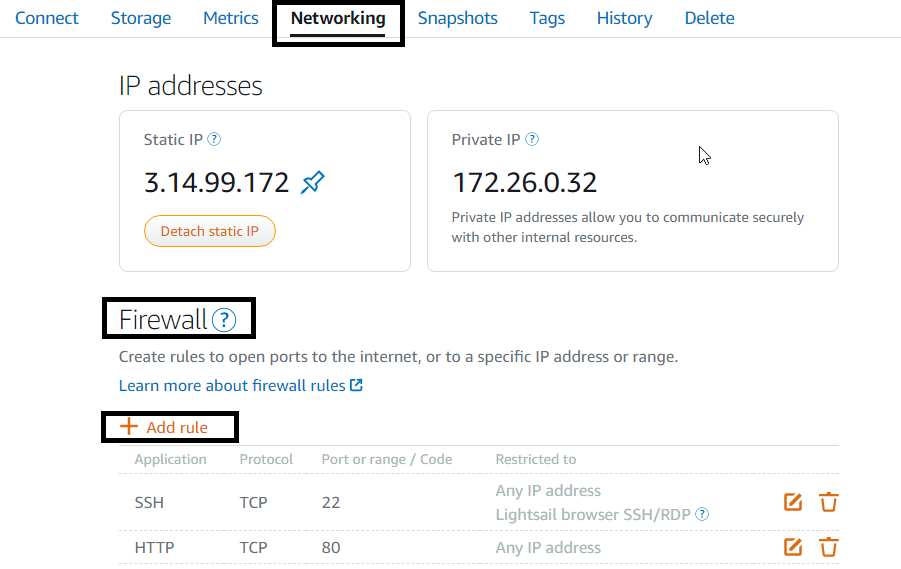 Connect Storage Metrics Networking Snapshots Tags History Delete
IP addresses
Static IP ?
Private IP ?
3.14.99.172
172.26.0.32
Detach static IP
Private IP addresses allow you to communicate securely
with other internal resources.
Firewall ?
Create rules to open ports to the internet, or to a specific IP address or range.
Learn more about firewall rules
+ Add rule
Application Protocol Port or range / Code Restricted to
SSH TCP 22 Any IP address
Lightsail browser SSH/RDP ?
HTTP TCP 80 Any IP address